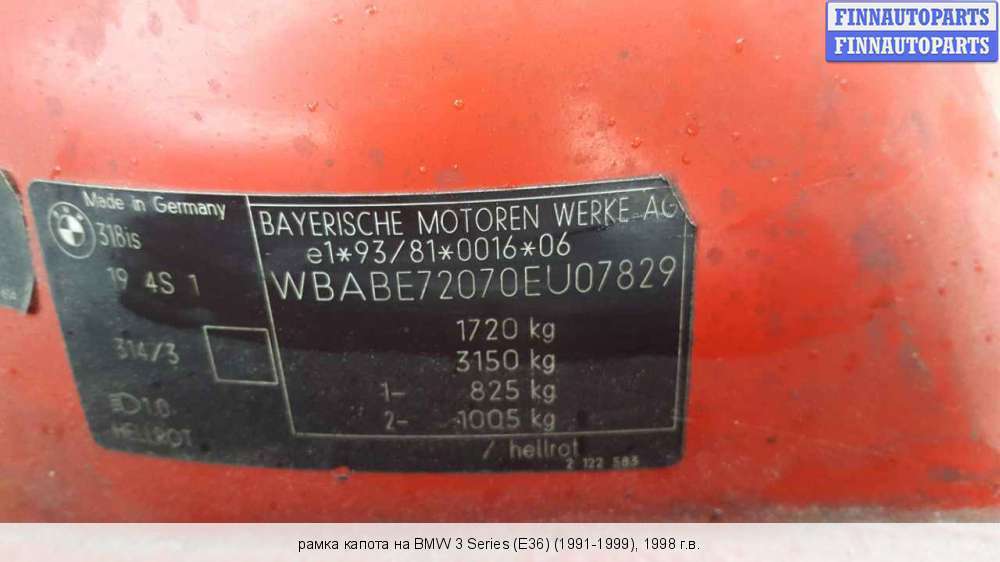 FINNAUTOPARTS
FINNAUTOPARTS
Made in Germany
318is
19 4S 1
314/3
1.0
HELLROT
BAYERISCHE MOTOREN WERKE AG
e1*93/81*0016*06
WBABE72070EU07829
1720 kg
3150 kg
1- 825 kg
2- 1005 kg
/ hellrot
2 122 583
рамка капота на BMW 3 Series (E36) (1991-1999), 1998 г.в.